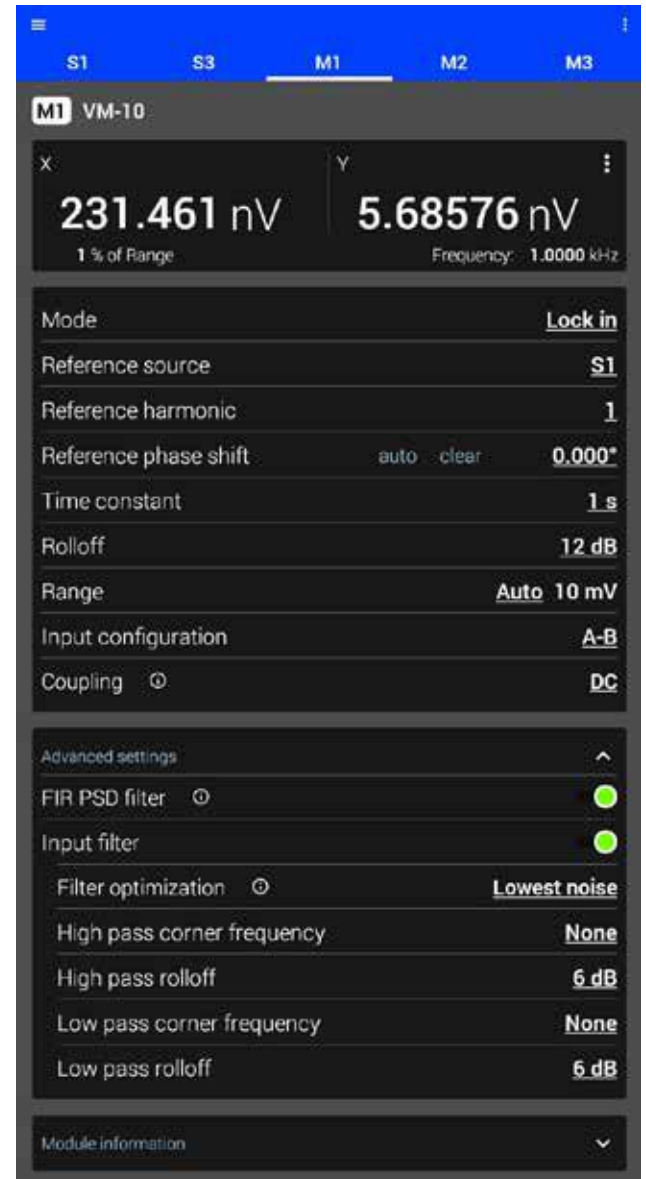 S1 S3 M1 M2 M3
M1 VM-10
X Y
231.461 nV 5.68576 nV
1 % of Range Frequency: 1.0000 kHz
Mode Lock in
Reference source S1
Reference harmonic 1
Reference phase shift auto clear 0.000°
Time constant 1 s
Rolloff 12 dB
Range Auto 10 mV
Input configuration A-B
Coupling DC
Advanced settings
FIR PSD filter
Input filter
Filter optimization Lowest noise
High pass corner frequency None
High pass rolloff 6 dB
Low pass corner frequency None
Low pass rolloff 6 dB
Module information